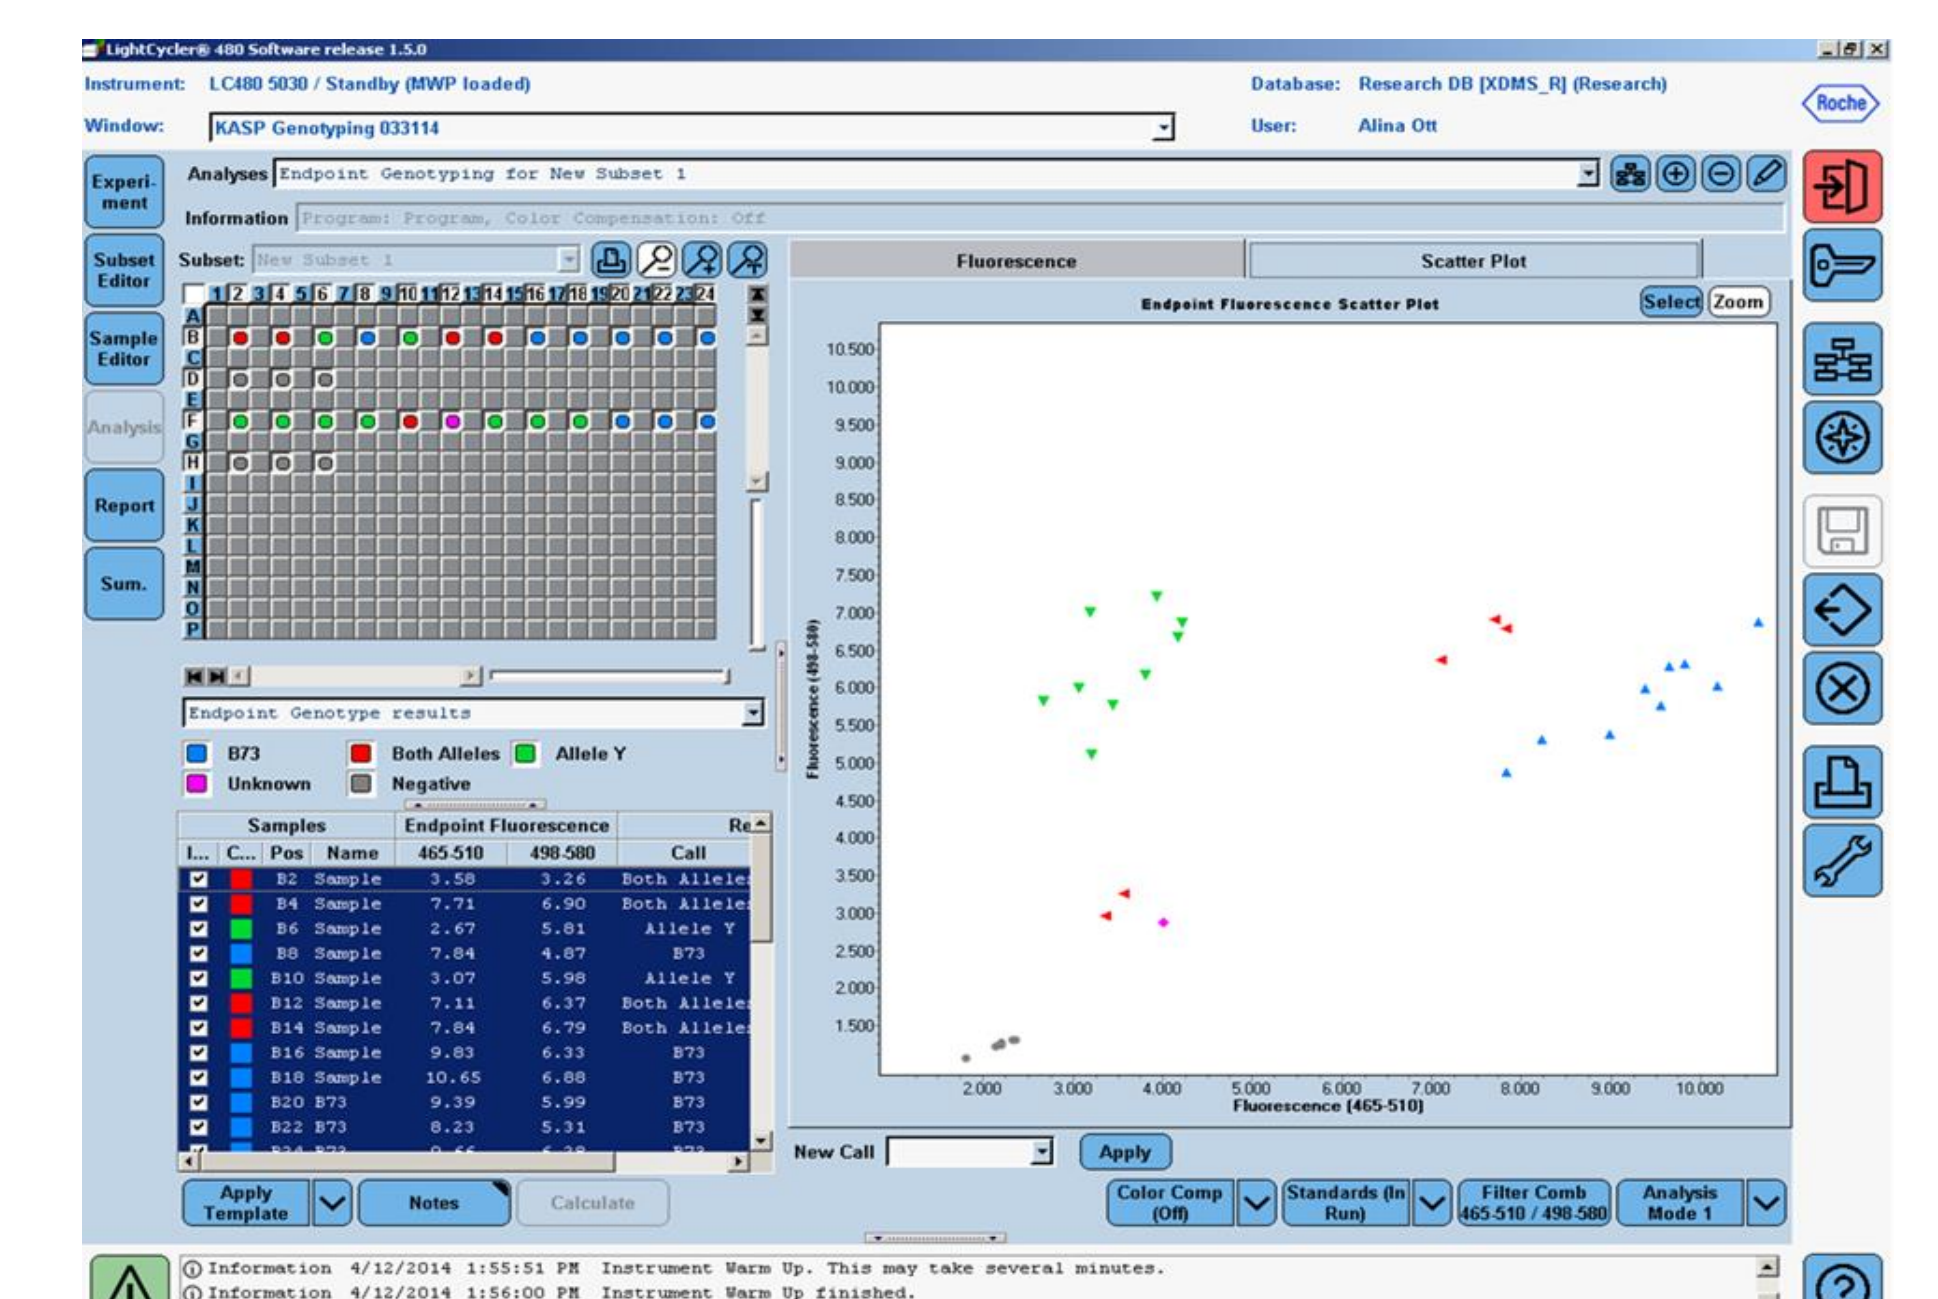 LightCycler® 480 Software release 1.5.0
Instrument: LC480 5030 / Standby (MWP loaded)
Database: Research DB [XDMS_R] (Research)
Window: KASP Genotyping 033114
User: Alina Ott
Roche
Experi-
ment
Subset
Editor
Sample
Editor
Analysis
Report
Sum.
Analyses Endpoint Genotyping for New Subset 1
Information Program: Program, Color Compensation: Off
Subset: New Subset 1
1 2 3 4 5 6 7 8 9 10 11 12 13 14 15 16 17 18 19 20 21 22 23 24
A
B
C
D
E
F
G
H
I
J
K
L
M
N
O
P
Endpoint Genotype results
B73 Both Alleles Allele Y
Unknown Negative
Samples Endpoint Fluorescence Re
I... C... Pos Name 465-510 498-580 Call
B2 Sample 3.58 3.26 Both Alleles
B4 Sample 7.71 6.90 Both Alleles
B6 Sample 2.67 5.81 Allele Y
B8 Sample 7.84 4.87 B73
B10 Sample 3.07 5.98 Allele Y
B12 Sample 7.11 6.37 Both Alleles
B14 Sample 7.84 6.79 Both Alleles
B16 Sample 9.83 6.33 B73
B18 Sample 10.65 6.88 B73
B20 B73 9.39 5.99 B73
B22 B73 8.23 5.31 B73
B24 B73 9.66 6.28 B73
Apply
Template
Notes
Calculate
Fluorescence
Scatter Plot
Endpoint Fluorescence Scatter Plot
Select Zoom
10.500
10.000
9.500
9.000
8.500
8.000
7.500
7.000
6.500
6.000
5.500
5.000
4.500
4.000
3.500
3.000
2.500
2.000
1.500
Fluorescence (498-580)
2.000 3.000 4.000 5.000 6.000 7.000 8.000 9.000 10.000
Fluorescence (465-510)
New Call
Apply
Color Comp
(Off)
Standards (In
Run)
Filter Comb
465-510 / 498-580
Analysis
Mode 1
Information 4/12/2014 1:55:51 PM Instrument Warm Up. This may take several minutes.
Information 4/12/2014 1:56:00 PM Instrument Warm Up finished.